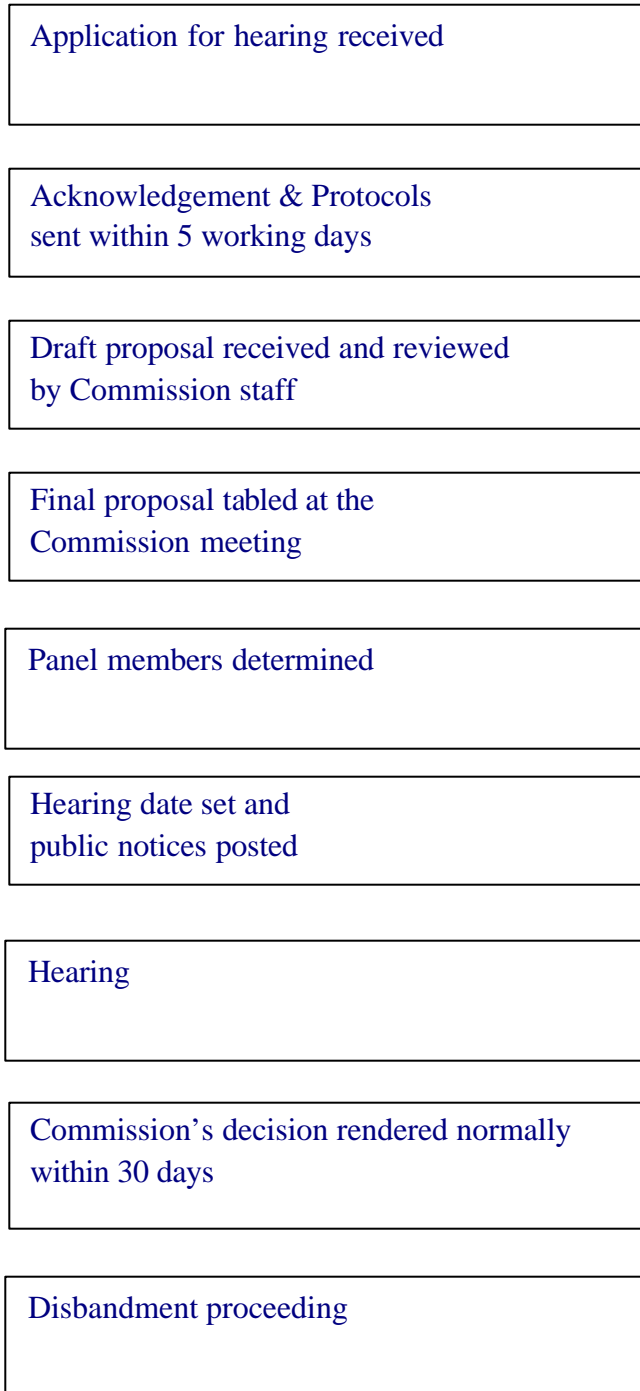 Application for hearing received
Acknowledgement & Protocols
sent within 5 working days
Draft proposal received and reviewed
by Commission staff
Final proposal tabled at the
Commission meeting
Panel members determined
Hearing date set and
public notices posted
Hearing
Commission’s decision rendered normally
within 30 days
Disbandment proceeding